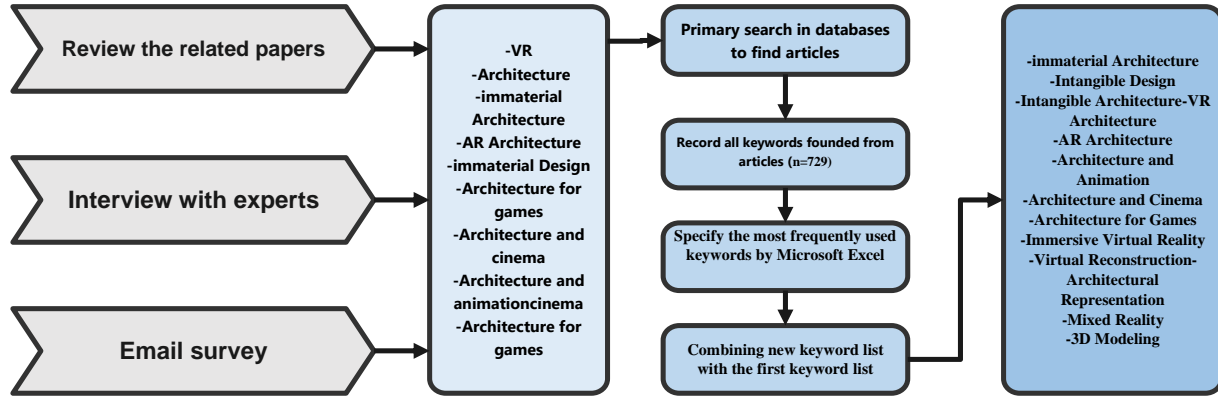 Review the related papers
Interview with experts
Email survey
-VR
-Architecture
-immaterial
Architecture
-AR Architecture
-immaterial Design
-Architecture for
games
-Architecture and
cinema
-Architecture and
animationcinema
-Architecture for
games
Primary search in databases
to find articles
Record all keywords founded from
articles (n=729)
Specify the most frequently used
keywords by Microsoft Excel
Combining new keyword list
with the first keyword list
-immaterial Architecture
-Intangible Design
-Intangible Architecture-VR
Architecture
-AR Architecture
-Architecture and
Animation
-Architecture and Cinema
-Architecture for Games
-Immersive Virtual Reality
-Virtual Reconstruction-
Architectural
Representation
-Mixed Reality
-3D Modeling